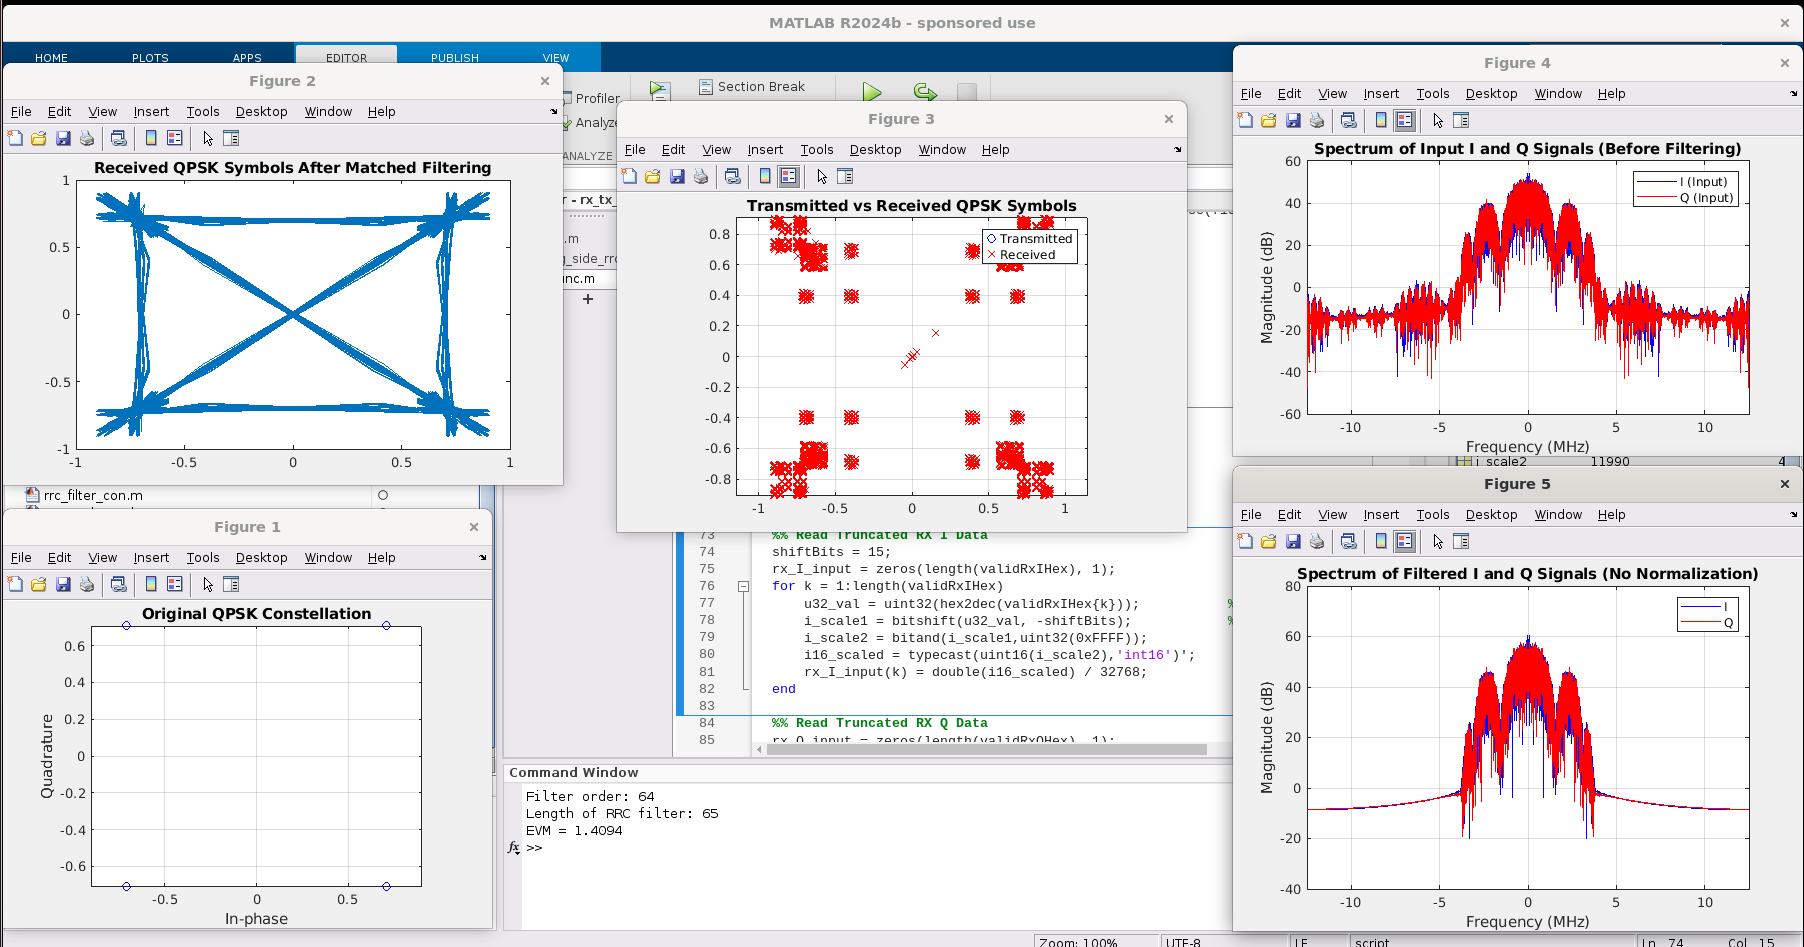 MATLAB R2024b - sponsored use
HOME PLOTS APPS EDITOR PUBLISH VIEW
Profiler
Analyze
ANALYZE
Section Break
Figure 2
File Edit View Insert Tools Desktop Window Help
Received QPSK Symbols After Matched Filtering
1
0.5
0
-0.5
-1
-1 -0.5 0 0.5 1
rrc_filter_con.m
Figure 1
File Edit View Insert Tools Desktop Window Help
Original QPSK Constellation
Quadrature
0.6
0.4
0.2
0
-0.2
-0.4
-0.6
-0.5 0 0.5
In-phase
r - rx_tx_
.m
g_side_rrc
unc.m
Figure 3
File Edit View Insert Tools Desktop Window Help
Transmitted vs Received QPSK Symbols
Transmitted
Received
0.8
0.6
0.4
0.2
0
-0.2
-0.4
-0.6
-0.8
-1 -0.5 0 0.5 1
73 %% Read Truncated RX I Data
74 shiftBits = 15;
75 rx_I_input = zeros(length(validRxIHex), 1);
76 for k = 1:length(validRxIHex)
77 u32_val = uint32(hex2dec(validRxIHex{k})); %
78 i_scale1 = bitshift(u32_val, -shiftBits); %
79 i_scale2 = bitand(i_scale1,uint32(0xFFFF));
80 i16_scaled = typecast(uint16(i_scale2),'int16')';
81 rx_I_input(k) = double(i16_scaled) / 32768;
82 end
83
84 %% Read Truncated RX Q Data
85 rx_Q_input = zeros(length(validRxQHex), 1);
Command Window
Filter order: 64
Length of RRC filter: 65
EVM = 1.4094
fx >>
Figure 4
File Edit View Insert Tools Desktop Window Help
Spectrum of Input I and Q Signals (Before Filtering)
I (Input)
Q (Input)
Magnitude (dB)
60
40
20
0
-20
-40
-60
-10 -5 0 5 10
Frequency (MHz)
i_scale2 11990 4
Figure 5
File Edit View Insert Tools Desktop Window Help
Spectrum of Filtered I and Q Signals (No Normalization)
I
Q
Magnitude (dB)
80
60
40
20
0
-20
-40
-10 -5 0 5 10
Frequency (MHz)
Zoom: 100% UTF-8 LF script Ln 74 Col 15